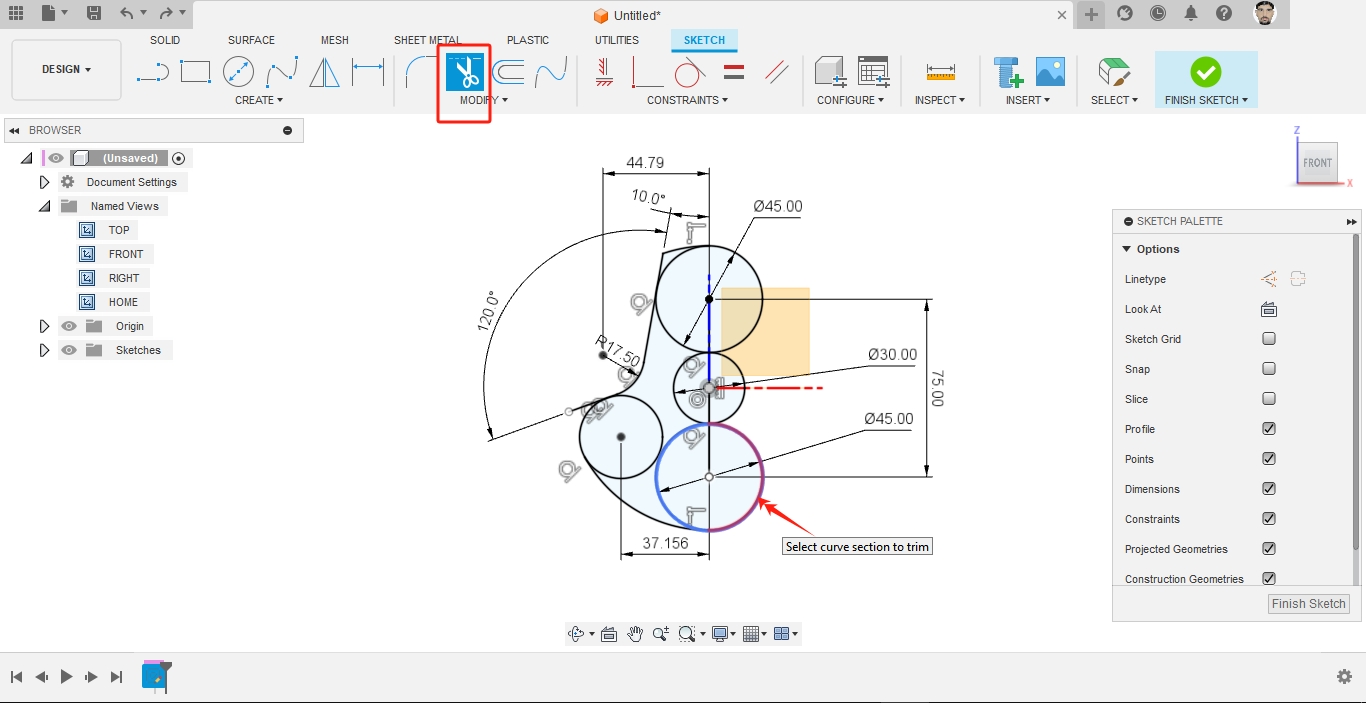 Untitled*
SOLID
SURFACE
MESH
SHEET METAL
PLASTIC
UTILITIES
SKETCH
DESIGN
CREATE
MODIFY
CONSTRAINTS
CONFIGURE
INSPECT
INSERT
SELECT
FINISH SKETCH
BROWSER
(Unsaved)
Document Settings
Named Views
TOP
FRONT
RIGHT
HOME
Origin
Sketches
44.79
10.0°
Ø45.00
120.0°
R17.50
Ø30.00
75.00
Ø45.00
37.156
Select curve section to trim
Z
FRONT
X
SKETCH PALETTE
Options
Linetype
Look At
Sketch Grid
Snap
Slice
Profile
Points
Dimensions
Constraints
Projected Geometries
Construction Geometries
Finish Sketch